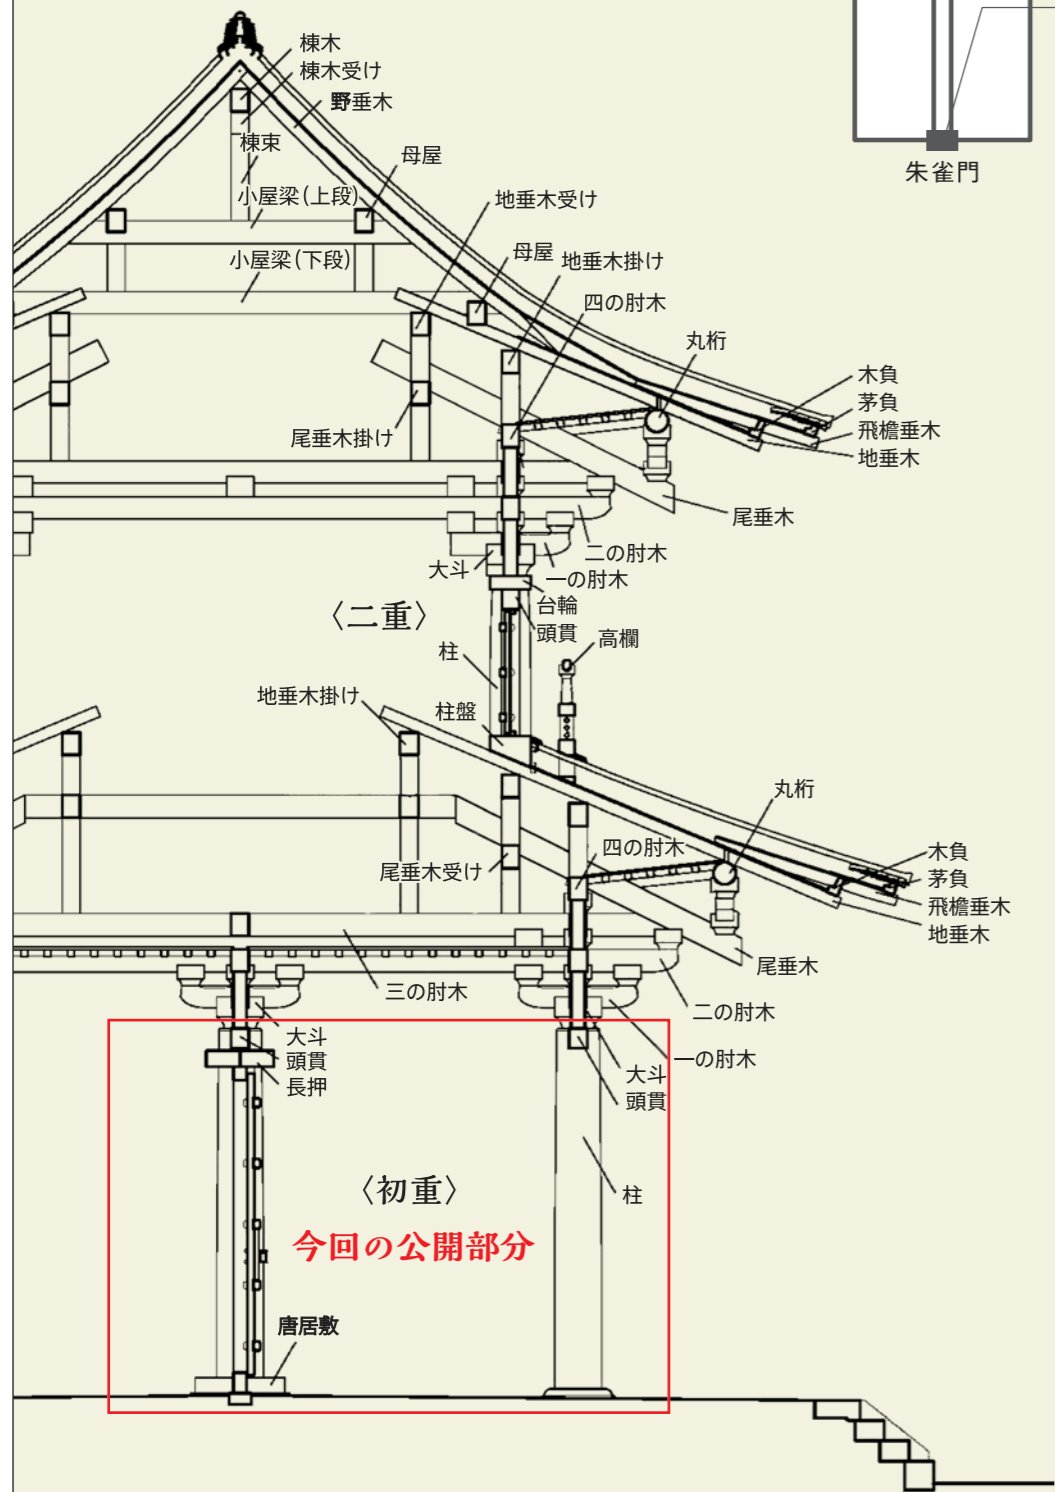 棟木
棟木受け
野垂木
棟束
母屋
小屋梁(上段)
地垂木受け
朱雀門
小屋梁(下段)
母屋
地垂木掛け
四の肘木
丸桁
木負
茅負
飛檐垂木
地垂木
尾垂木掛け
尾垂木
二の肘木
大斗
一の肘木
台輪
頭貫
〈二重〉
高欄
柱
地垂木掛け
柱盤
丸桁
四の肘木
木負
茅負
飛檐垂木
地垂木
尾垂木受け
尾垂木
三の肘木
二の肘木
大斗
頭貫
長押
一の肘木
大斗
頭貫
〈初重〉
柱
今回の公開部分
唐居敷